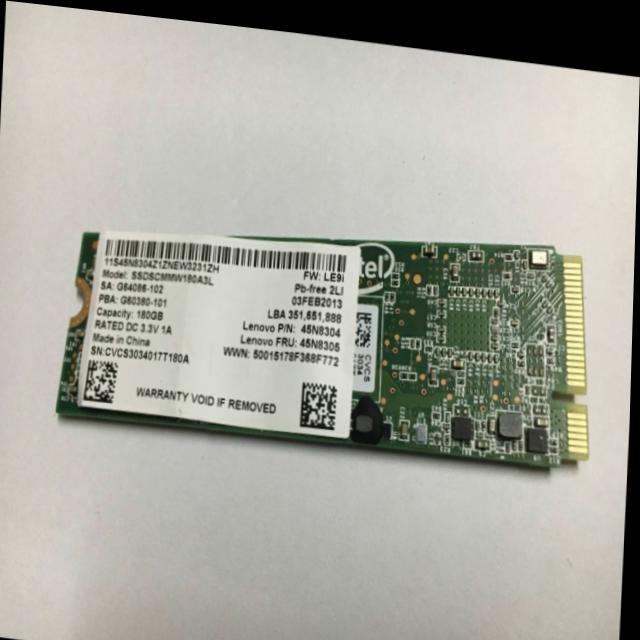 11S45N8304Z1ZNEW3231ZH
Model: SSDSCMMW180A3L
FW: LE9i
SA: G64086-102
Pb-free 2LI
PBA: G60380-101
03FEB2013
Capacity: 180GB
LBA 351,651,888
RATED DC 3.3V 1A
Lenovo P/N: 45N8304
Made in China
Lenovo FRU: 45N8305
SN:CVCS3034017T180A
WWN: 50015178F368F772
WARRANTY VOID IF REMOVED
CVCS
3034